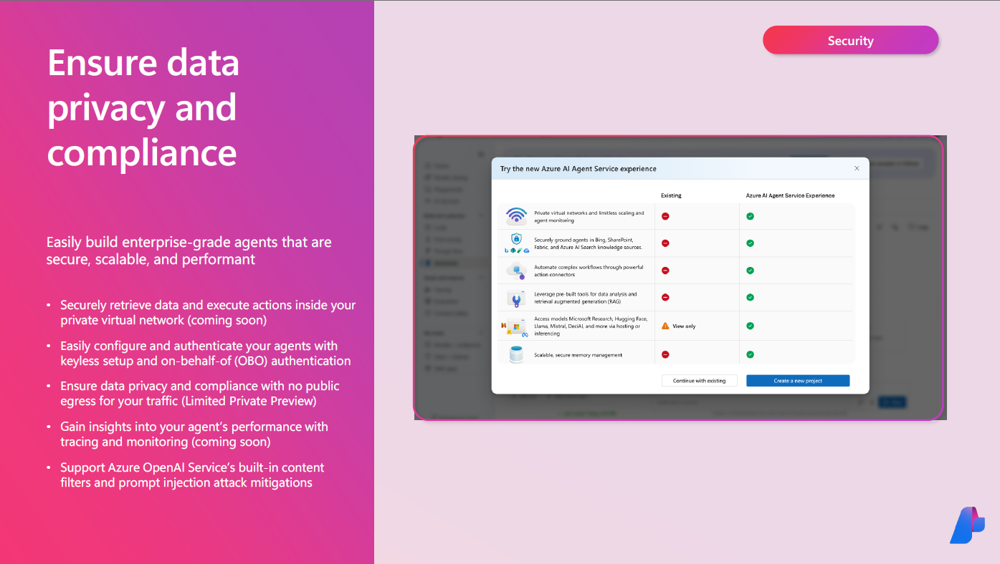 Ensure data
privacy and
compliance
Easily build enterprise-grade agents that are
secure, scalable, and performant
• Securely retrieve data and execute actions inside your
private virtual network (coming soon)
• Easily configure and authenticate your agents with
keyless setup and on-behalf-of (OBO) authentication
• Ensure data privacy and compliance with no public
egress for your traffic (Limited Private Preview)
• Gain insights into your agent’s performance with
tracing and monitoring (coming soon)
• Support Azure OpenAI Service’s built-in content
filters and prompt injection attack mitigations
Security
Try the new Azure AI Agent Service experience
Existing
Azure AI Agent Service Experience
Private virtual networks and limitless scaling and
agent monitoring
Securely ground agents in Bing, SharePoint,
Fabric, and Azure AI Search knowledge sources.
Automate complex workflows through powerful
action connectors
Leverage pre-built tools for data analysis and
retrieval augmented generation (RAG)
Access models Microsoft Research, Hugging Face,
Llama, Mistral, DeciAI, and more via hosting or
inferencing
View only
Scalable, secure memory management
Continue with existing
Create a new project